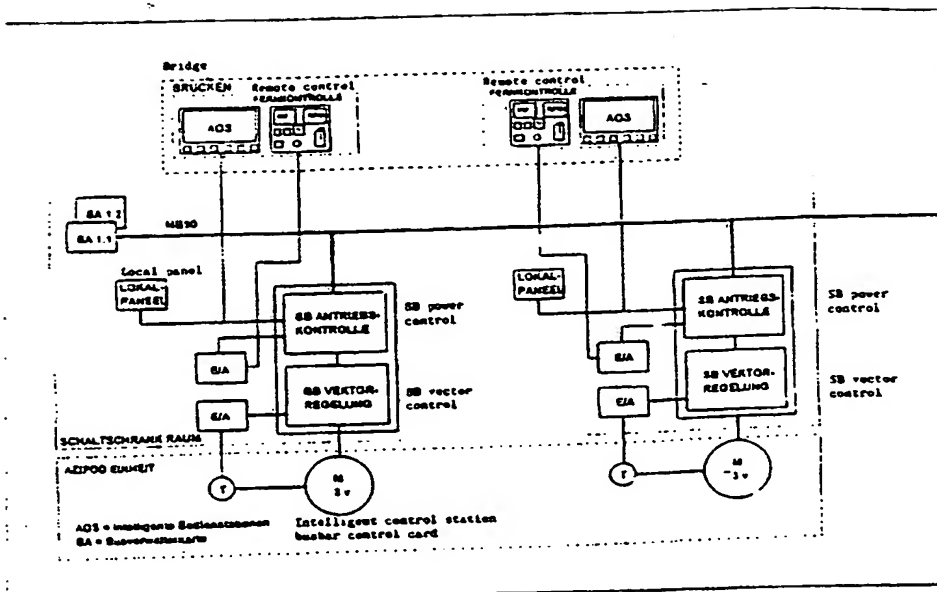 Bridge
BRÜCKEN
Remote control
FERNKONTROLLE
AOS
Remote control
FERNKONTROLLE
AOS
BA 1.2
BA 1.1
MB90
Local panel
LOKAL-
PANEEL
SB ANTRIEBS-
KONTROLLE
SB power
control
E/A
E/A
SB VEKTOR-
REGELUNG
SB vector
control
LOKAL-
PANEEL
SB ANTRIEGS-
KONTROLLE
SB power
control
E/A
E/A
SB VEKTOR-
REGELUNG
SB vector
control
SCHALTSCHRANK RAUM
AZIPOD EINHEIT
T
M
3 v
T
M
3 v
AOS = Intelligente Bedienstationen
BA = Busverwalterkarte
Intelligent control station
busbar control card